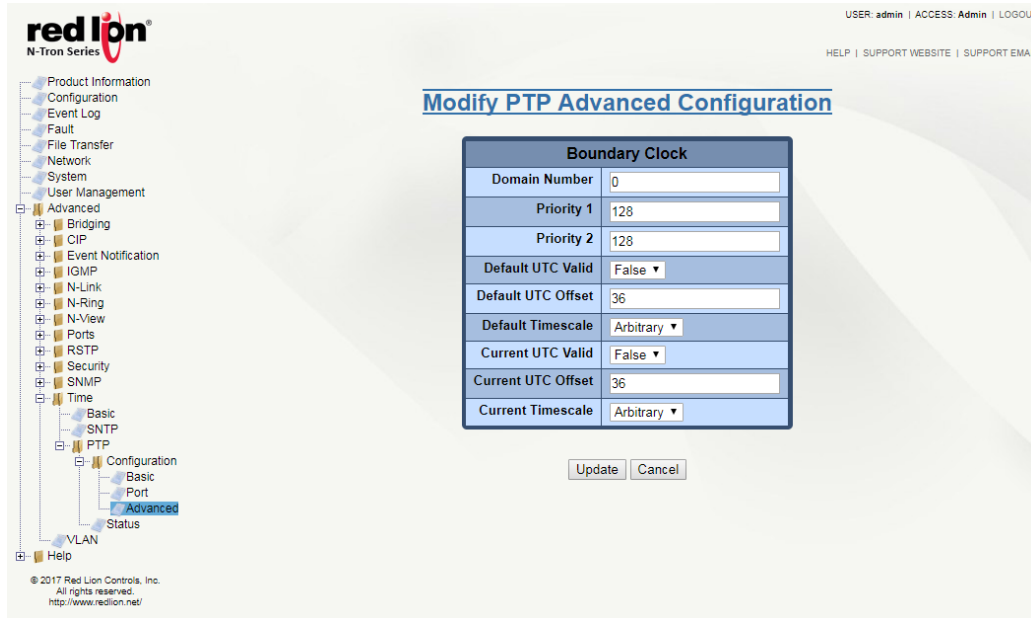 USER: admin | ACCESS: Admin | LOGOU
red lion®
N-Tron Series
HELP | SUPPORT WEBSITE | SUPPORT EMA
Product Information
Configuration
Event Log
Fault
File Transfer
Network
System
User Management
Advanced
Bridging
CIP
Event Notification
IGMP
N-Link
N-Ring
N-View
Ports
RSTP
Security
SNMP
Time
Basic
SNTP
PTP
Configuration
Basic
Port
Advanced
Status
VLAN
Help
© 2017 Red Lion Controls, Inc.
All rights reserved.
http://www.redlion.net/
Modify PTP Advanced Configuration
Boundary Clock
Domain Number 0
Priority 1 128
Priority 2 128
Default UTC Valid False
Default UTC Offset 36
Default Timescale Arbitrary
Current UTC Valid False
Current UTC Offset 36
Current Timescale Arbitrary
Update Cancel